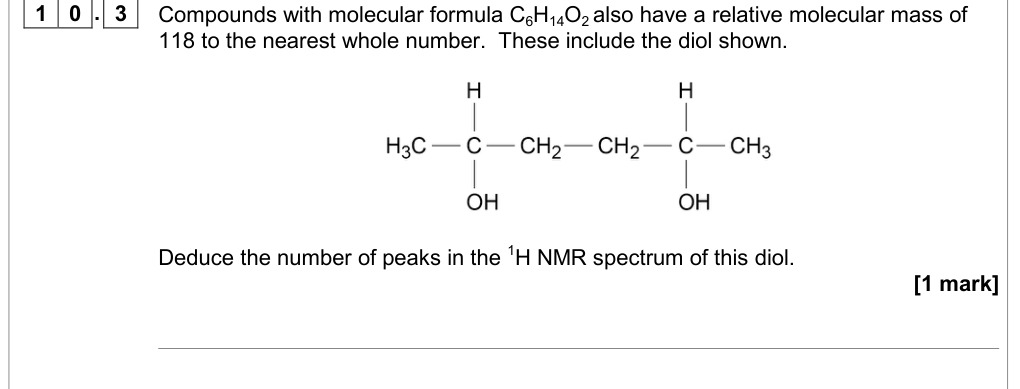 10.3 Compounds with molecular formula C₆H₁₄O₂ also have a relative molecular mass of
118 to the nearest whole number. These include the diol shown.
H H
H₃C — C — CH₂ — CH₂ — C — CH₃
OH OH
Deduce the number of peaks in the ¹H NMR spectrum of this diol.
[1 mark]